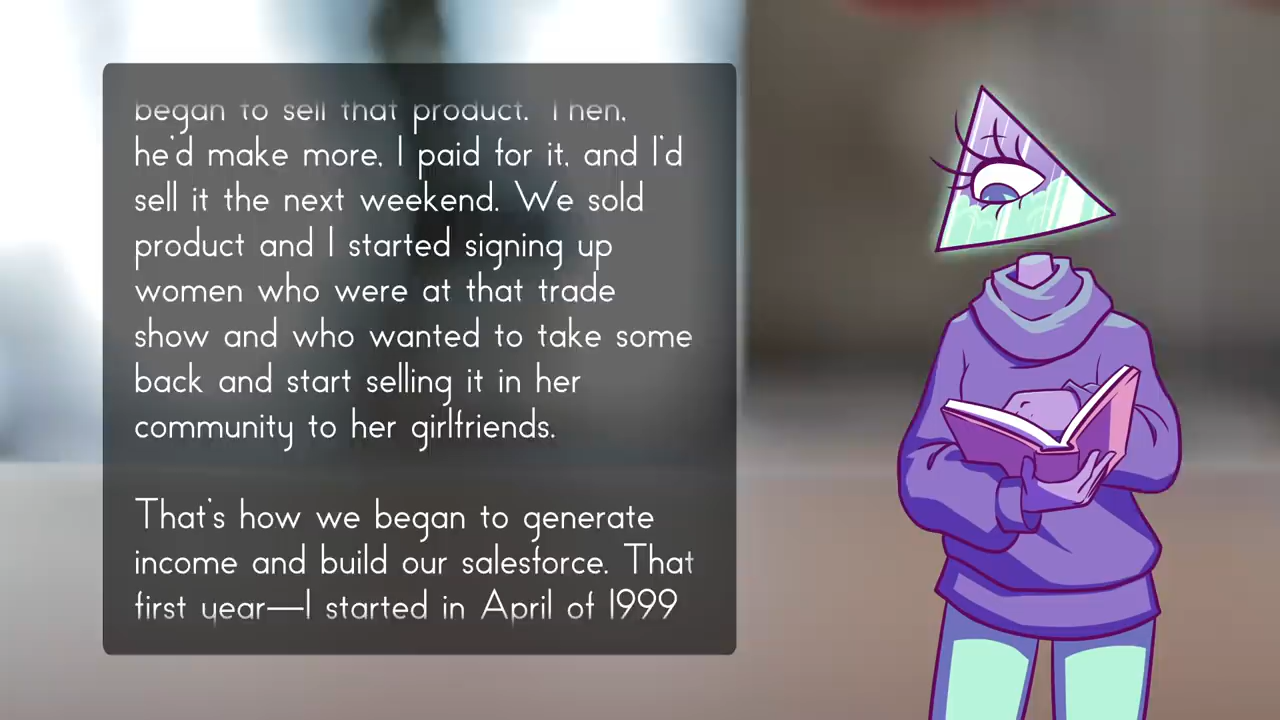 began to sell that product. Then,
he'd make more, I paid for it, and I'd
sell it the next weekend. We sold
product and I started signing up
women who were at that trade
show and who wanted to take some
back and start selling it in her
community to her girlfriends.
That's how we began to generate
income and build our salesforce. That
first year—I started in April of 1999